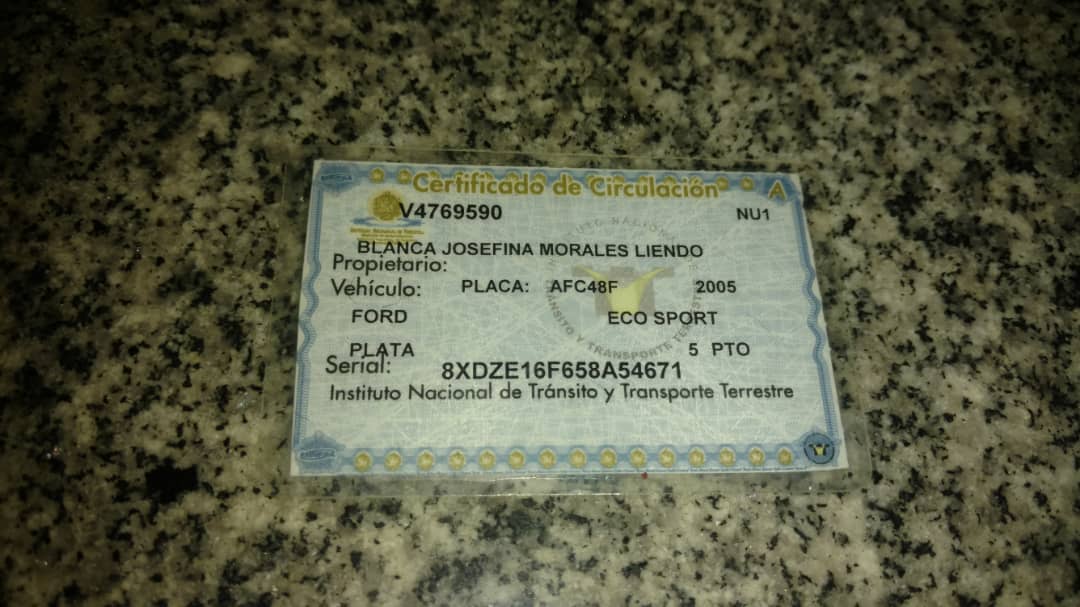 Certificado de Circulación A
V4769590 NU1
BLANCA JOSEFINA MORALES LIENDO
Propietario:
Vehículo: PLACA: AFC48F 2005
FORD ECO SPORT
PLATA 5 PTO
Serial: 8XDZE16F658A54671
Instituto Nacional de Tránsito y Transporte Terrestre